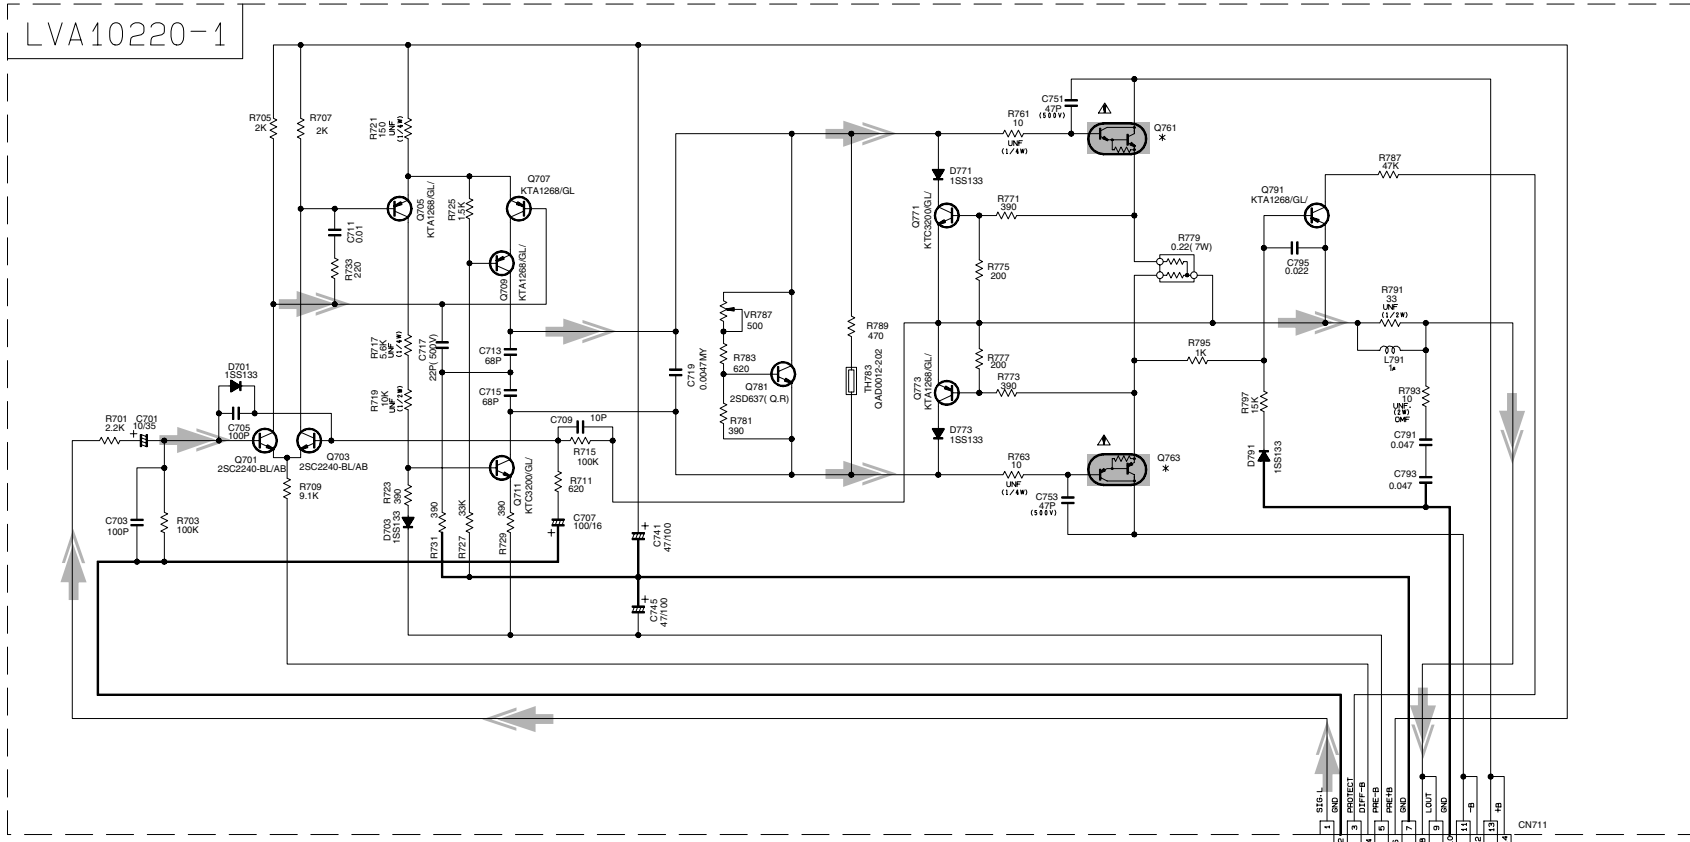 LVA10220-1
R705
2K
R707
2K
R721
150
UNF
(1/4W)
Q705
KTA1268/GL/
R725
1.5K
Q707
KTA1268/GL
Q709
KTA1268/GL/
C711
0.01
R733
220
R717
5.6K
UNF
(1/4W)
R719
10K
UNF
(1/2W)
C717
22P(500V)
C713
68P
C715
68P
D701
1SS133
C705
100P
R701
2.2K
C701
10/35
+
Q701
2SC2240-BL/AB
Q703
2SC2240-BL/AB
R709
9.1K
C703
100P
R703
100K
R723
390
D703
1SS133
R731
390
R727
33K
R729
390
Q711
KTC3200/GL/
C709
10P
R715
100K
R711
620
C707
100/16
+
C741
47/100
+
C745
47/100
+
C719
0.0047MY
VR787
500
R783
620
Q781
2SD637( Q.R)
R781
390
R789
470
TH783
QAD0012-202
D771
1SS133
Q771
KTC3200/GL/
R771
390
R775
200
R777
200
R773
390
Q773
KTA1268/GL/
D773
1SS133
R761
10
UNF
(1/4W)
C751
47P
(500V)
Q761
*
R763
10
UNF
(1/4W)
C753
47P
(500V)
Q763
*
R779
0.22( 7W)
Q791
KTA1268/GL/
R787
47K
C795
0.022
R791
33
UNF
(1/2W)
L791
1μ
R795
1K
R797
15K
D791
1SS133
R793
10
UNF.
(2W)
OMF
C791
0.047
C793
0.047
SIG.L
GND
PROTECT
DIFF-B
PRE-B
PRE+B
GND
LOUT
GND
-B
+B
1
3
5
7
9
11
13
CN711